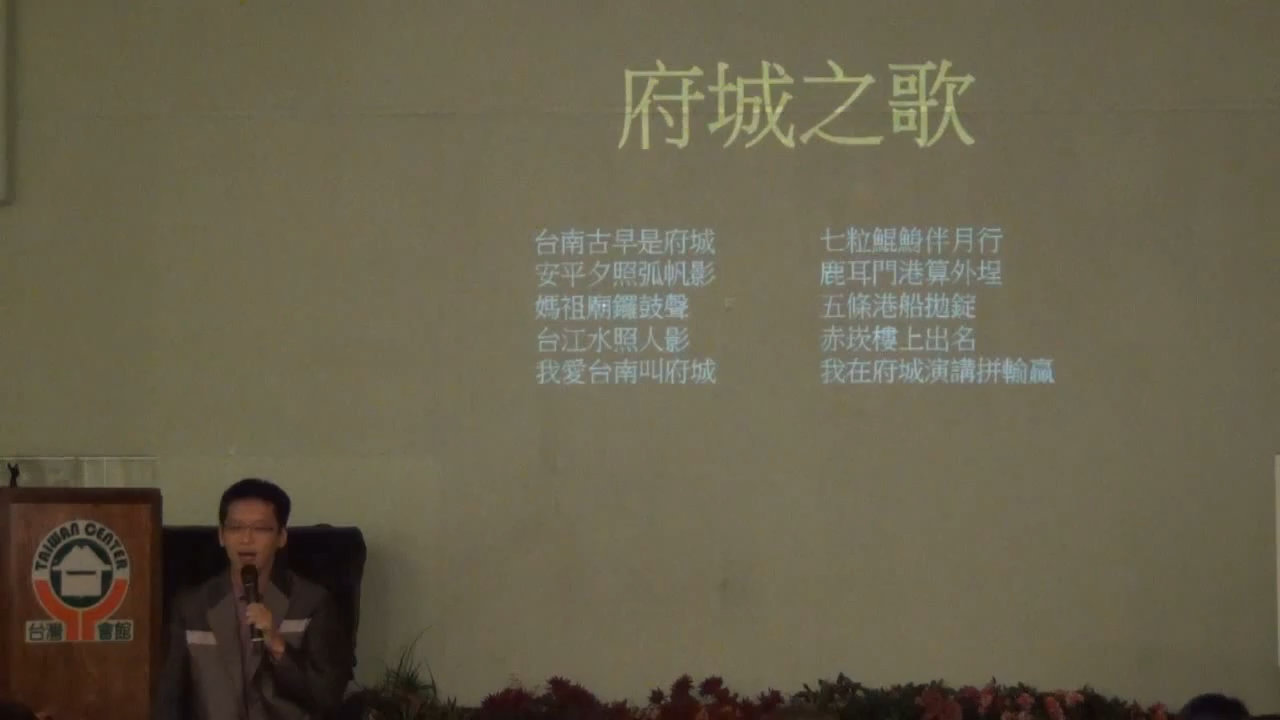 府城之歌
台南古早是府城 七粒鯤鯓伴月行
安平夕照弧帆影 鹿耳門港算外埕
媽祖廟鑼鼓聲 五條港船拋錠
台江水照人影 赤崁樓上出名
我愛台南叫府城 我在府城演講拼輸贏
TAIWAN CENTER
台灣 會館